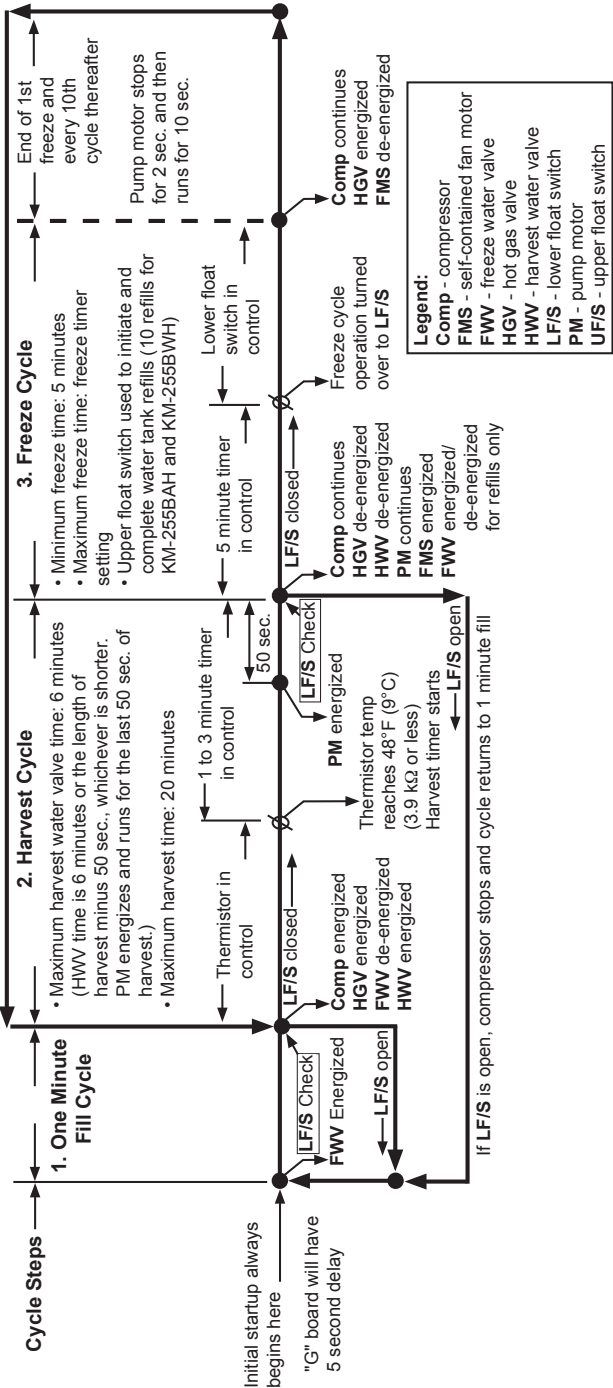 Cycle Steps
1. One Minute
Fill Cycle
2. Harvest Cycle
• Maximum harvest water valve time: 6 minutes
(HWV time is 6 minutes or the length of
harvest minus 50 sec., whichever is shorter.
PM energizes and runs for the last 50 sec. of
harvest.)
• Maximum harvest time: 20 minutes
3. Freeze Cycle
• Minimum freeze time: 5 minutes
• Maximum freeze time: freeze timer
setting
• Upper float switch used to initiate and
complete water tank refills (10 refills for
KM-255BAH and KM-255BWH)
End of 1st
freeze and
every 10th
cycle thereafter
Pump motor stops
for 2 sec. and then
runs for 10 sec.
Thermistor in
control
1 to 3 minute timer
in control
50 sec.
5 minute timer
in control
Lower float
switch in
control
Initial startup always
begins here
"G" board will have
5 second delay
LF/S Check
FWV Energized
LF/S open
LF/S closed
Comp energized
HGV energized
FWV de-energized
HWV energized
Thermistor temp
reaches 48°F (9°C)
(3.9 kΩ or less)
Harvest timer starts
PM energized
LF/S Check
LF/S open
LF/S closed
Comp continues
HGV de-energized
HWV de-energized
PM continues
FMS energized
FWV energized/
de-energized
for refills only
Freeze cycle
operation turned
over to LF/S
Comp continues
HGV energized
FMS de-energized
If LF/S is open, compressor stops and cycle returns to 1 minute fill
Legend:
Comp - compressor
FMS - self-contained fan motor
FWV - freeze water valve
HGV - hot gas valve
HWV - harvest water valve
LF/S - lower float switch
PM - pump motor
UF/S - upper float switch